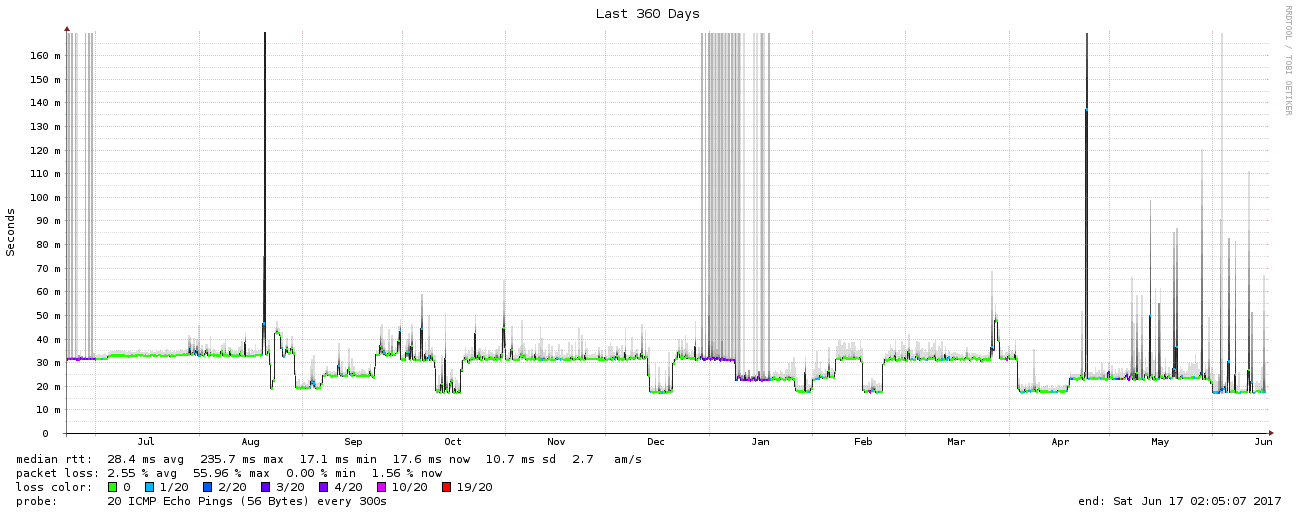 Last 360 Days
RRDTOOL / TOBI OETIKER
Seconds
160 m
150 m
140 m
130 m
120 m
110 m
100 m
90 m
80 m
70 m
60 m
50 m
40 m
30 m
20 m
10 m
0
Jul Aug Sep Oct Nov Dec Jan Feb Mar Apr May Jun
median rtt: 28.4 ms avg 235.7 ms max 17.1 ms min 17.6 ms now 10.7 ms sd 2.7 am/s
packet loss: 2.55 % avg 55.96 % max 0.00 % min 1.56 % now
loss color: 0 1/20 2/20 3/20 4/20 10/20 19/20
probe: 20 ICMP Echo Pings (56 Bytes) every 300s end: Sat Jun 17 02:05:07 2017